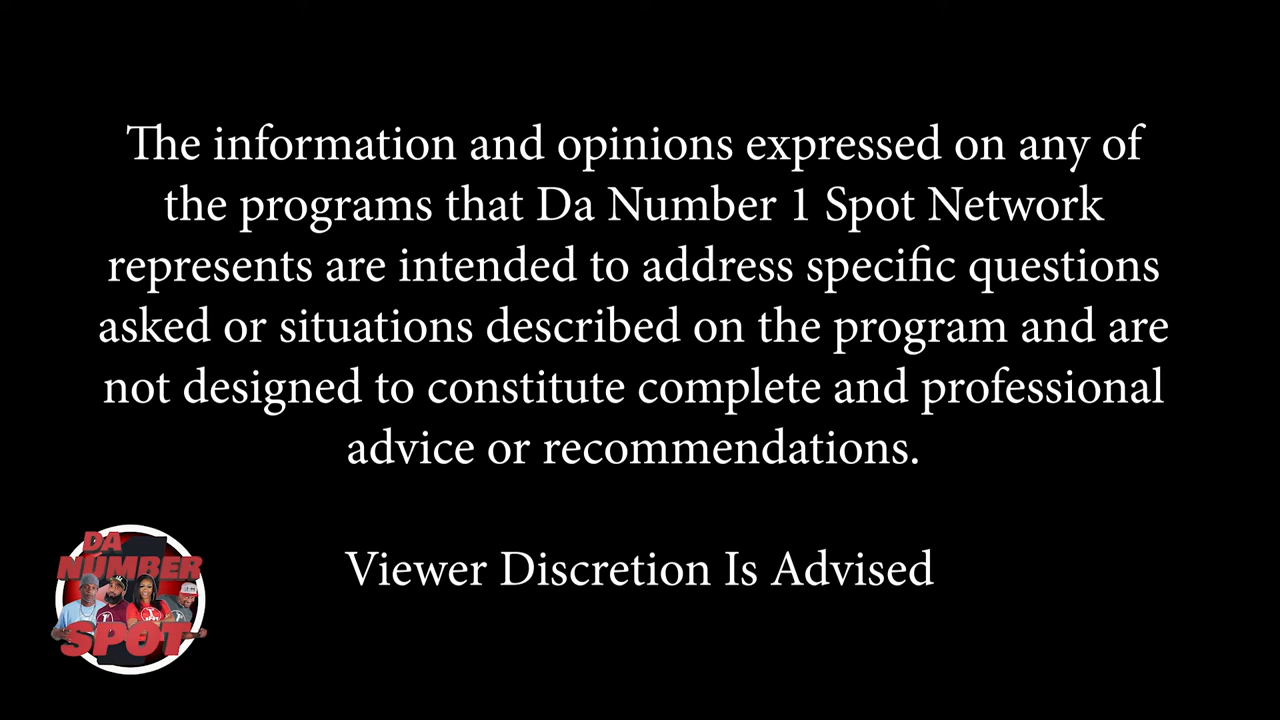 The information and opinions expressed on any of
the programs that Da Number 1 Spot Network
represents are intended to address specific questions
asked or situations described on the program and are
not designed to constitute complete and professional
advice or recommendations.
Viewer Discretion Is Advised
DA
NUMBER
SPOT